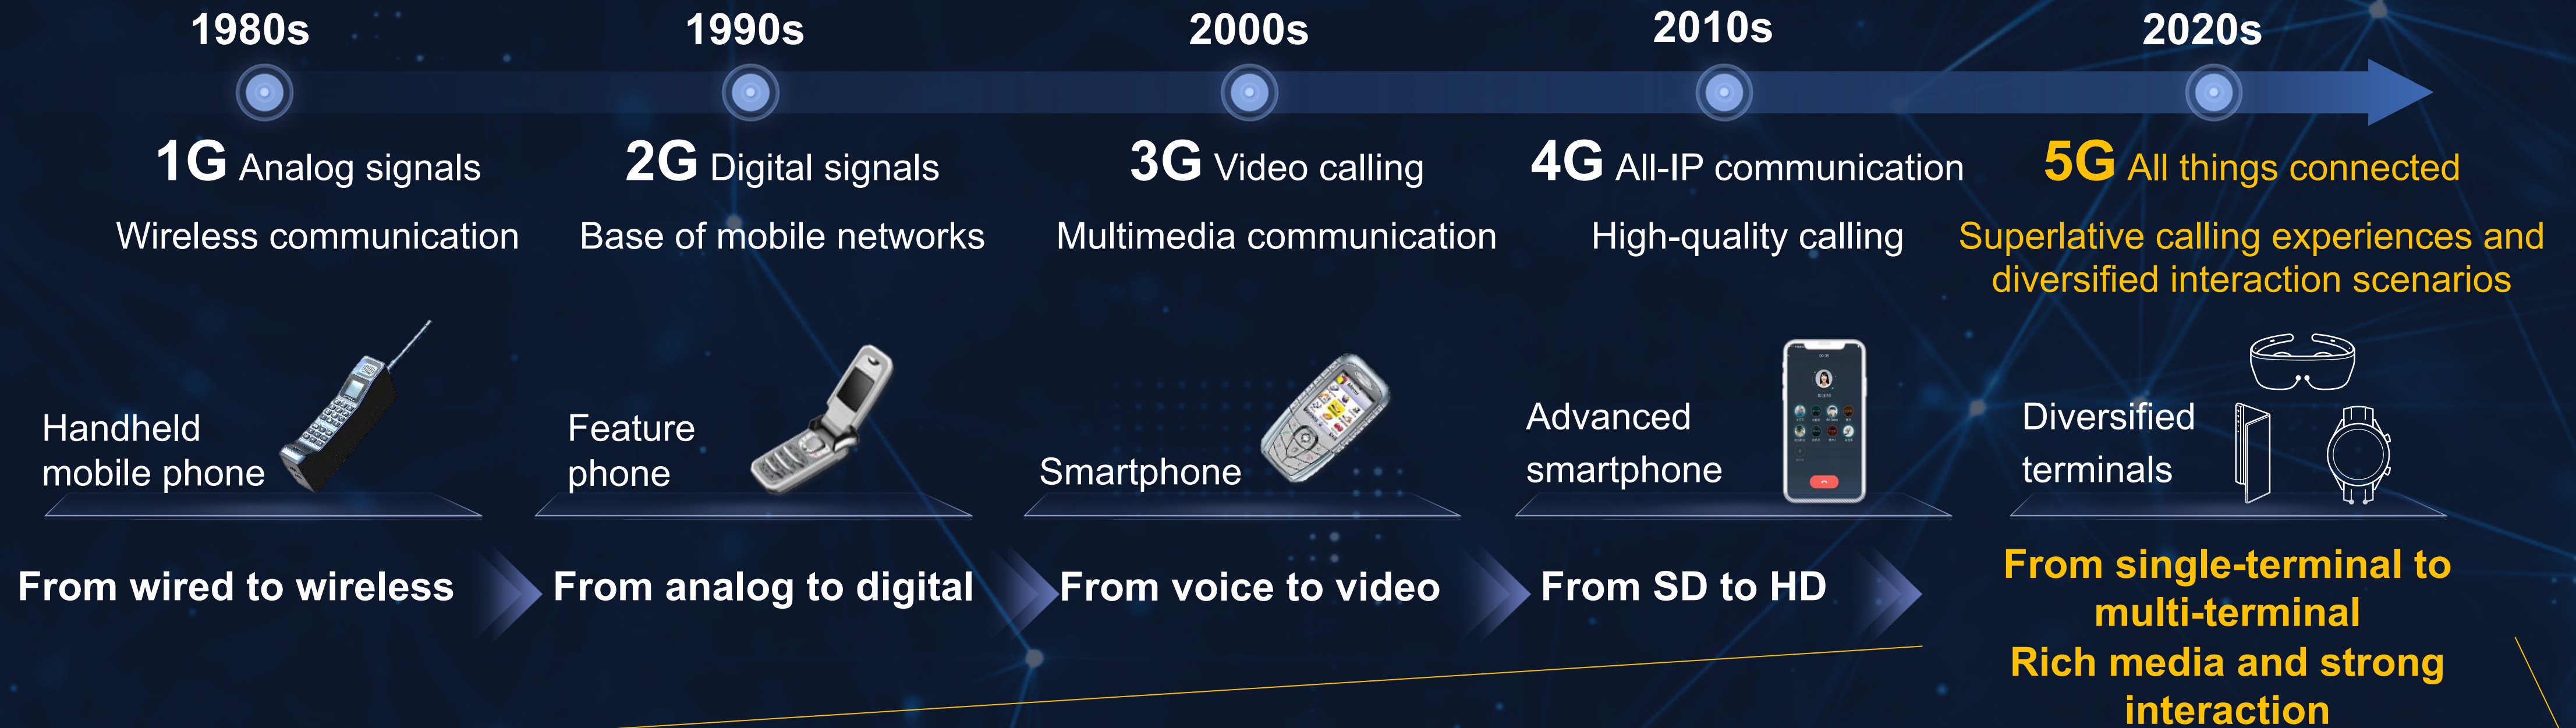 1980s
1990s
2000s
2010s
2020s
1G Analog signals
2G Digital signals
3G Video calling
4G All-IP communication
5G All things connected
Wireless communication
Base of mobile networks
Multimedia communication
High-quality calling
Superlative calling experiences and
diversified interaction scenarios
Handheld
mobile phone
Feature
phone
Smartphone
Advanced
smartphone
Diversified
terminals
From wired to wireless
From analog to digital
From voice to video
From SD to HD
From single-terminal to
multi-terminal
Rich media and strong
interaction